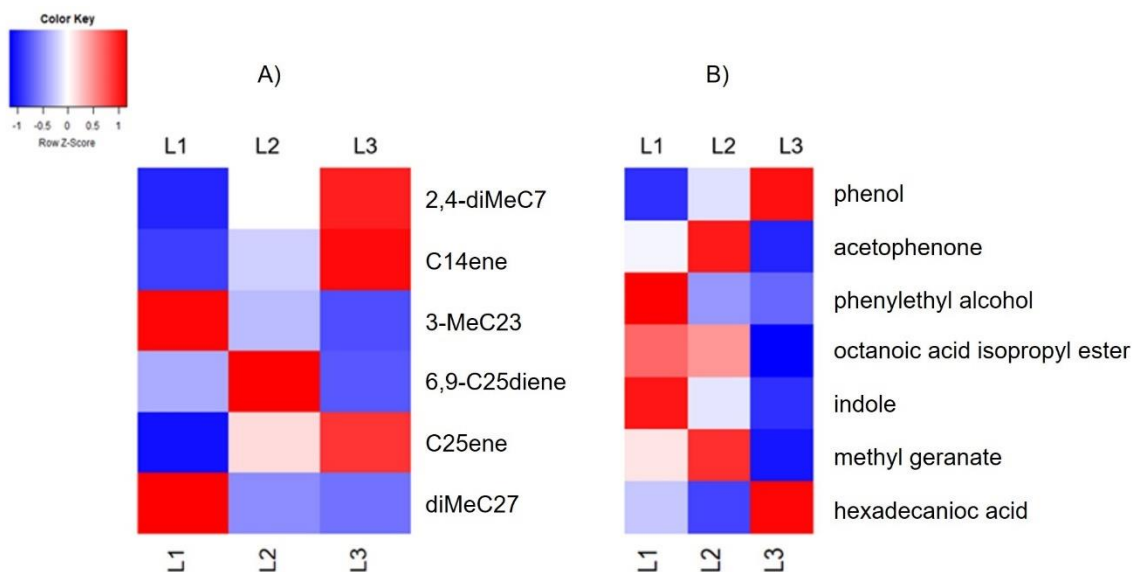 Color Key
-1 -0.5 0 0.5 1
Row Z-Score
A)
L1 L2 L3
2,4-diMeC7
C14ene
3-MeC23
6,9-C25diene
C25ene
diMeC27
L1 L2 L3
B)
L1 L2 L3
phenol
acetophenone
phenylethyl alcohol
octanoic acid isopropyl ester
indole
methyl geranate
hexadecanioc acid
L1 L2 L3